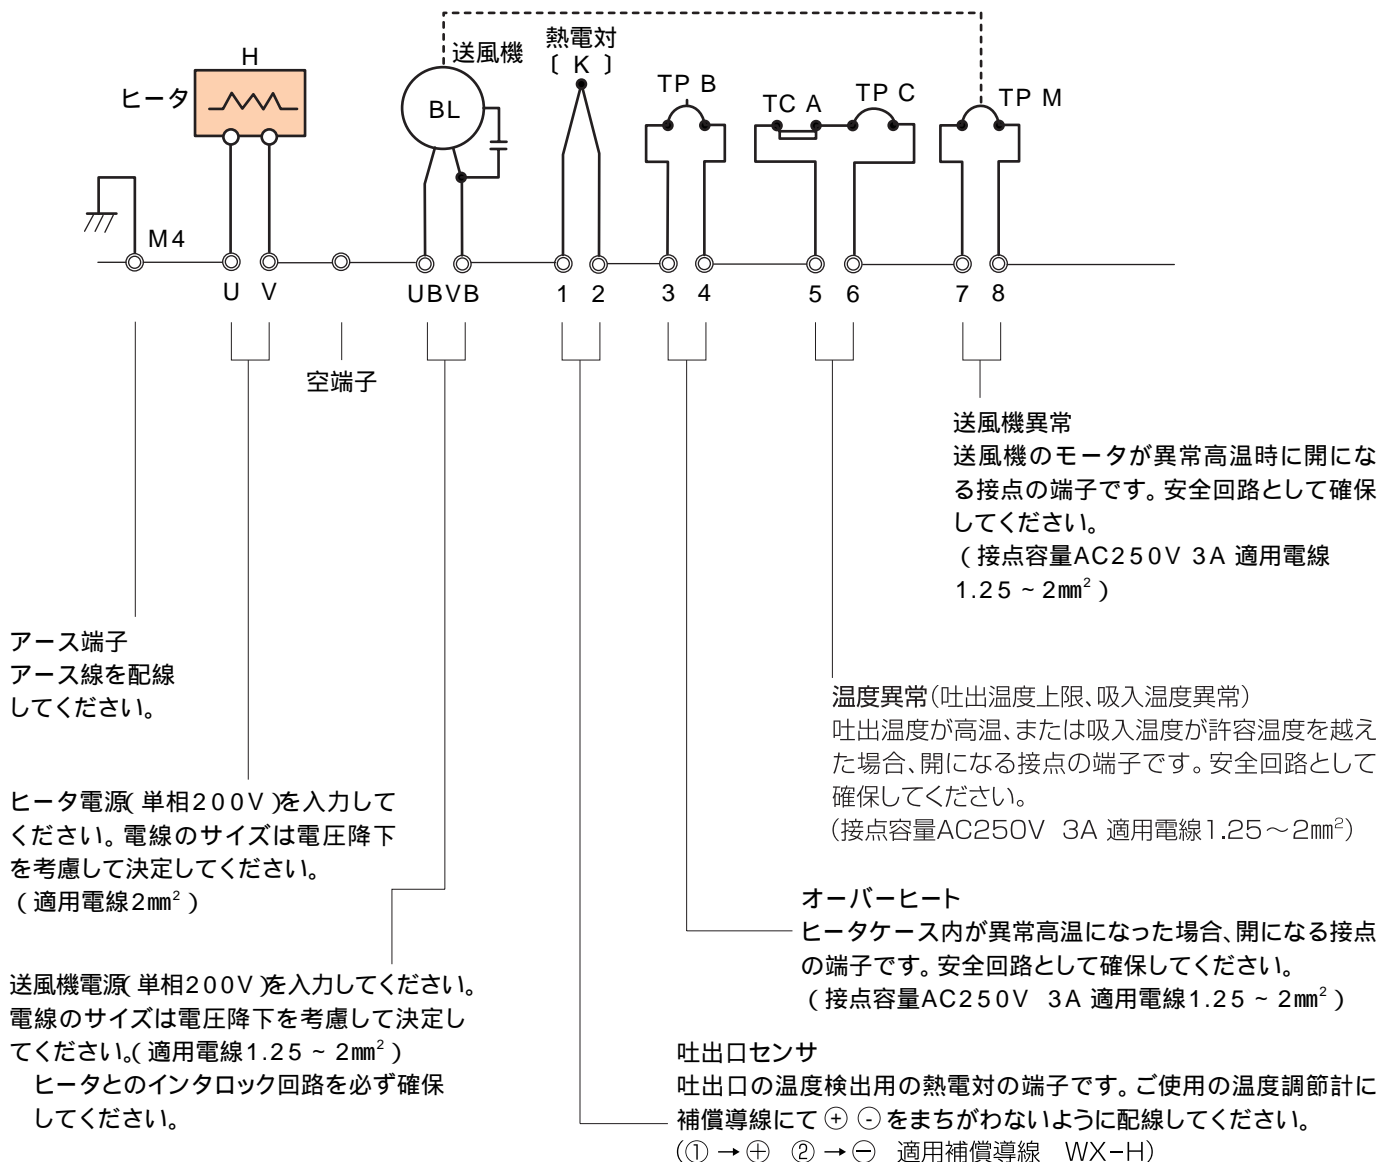 H
ヒータ
送風機
BL
熱電対
〔 K 〕
TP B
TC A
TP C
TP M
M4
U V
UB VB
1 2
3 4
5 6
7 8
空端子
送風機異常
送風機のモータが異常高温時に開にな
る接点の端子です。安全回路として確保
してください。
(接点容量AC250V 3A 適用電線
1.25 ~ 2mm²)
アース端子
アース線を配線
してください。
温度異常(吐出温度上限、吸入温度異常)
吐出温度が高温、または吸入温度が許容温度を越え
た場合、開になる接点の端子です。安全回路として
確保してください。
(接点容量AC250V 3A 適用電線1.25~2mm²)
ヒータ電源(単相200V)を入力して
ください。電線のサイズは電圧降下
を考慮して決定してください。
(適用電線2mm²)
オーバーヒート
ヒータケース内が異常高温になった場合、開になる接点
の端子です。安全回路として確保してください。
(接点容量AC250V 3A 適用電線1.25 ~ 2mm²)
送風機電源(単相200V)を入力してください。
電線のサイズは電圧降下を考慮して決定し
てください。(適用電線1.25 ~ 2mm²)
ヒータとのインタロック回路を必ず確保
してください。
吐出口センサ
吐出口の温度検出用の熱電対の端子です。ご使用の温度調節計に
補償導線にて⊕ ⊖をまちがわないように配線してください。
(①→⊕ ②→⊖ 適用補償導線 WX-H)